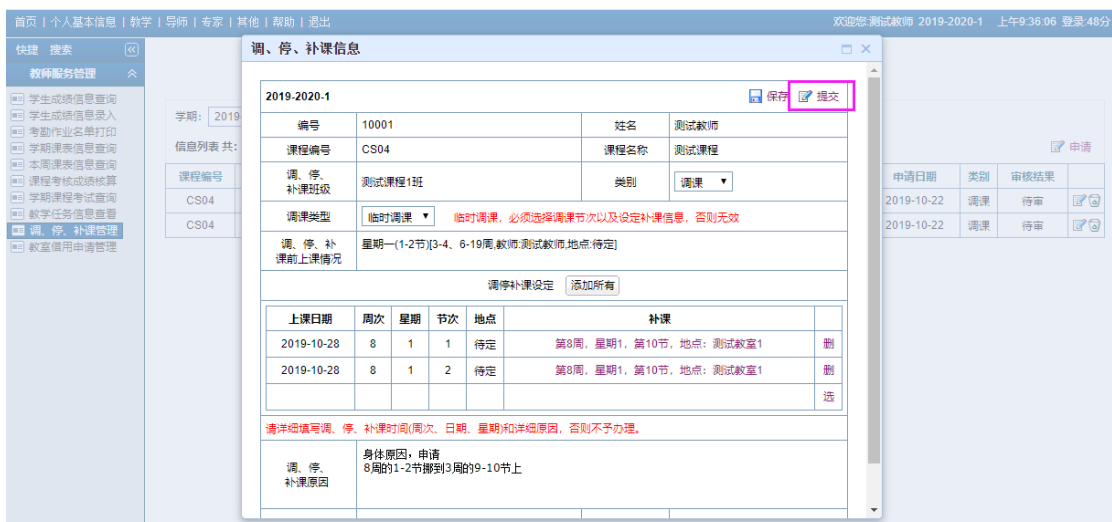 首页 | 个人基本信息 | 教学 | 导师 | 专家 | 其他 | 帮助 | 退出
欢迎您:测试教师 2019-2020-1 上午9:36:06 登录:48分
快捷 搜索
教师服务管理
学生成绩信息查询
学生成绩信息录入
考勤作业名单打印
学期课表信息查询
本周课表信息查询
课程考核成绩核算
学期课程考试查询
教学任务信息查看
调、停、补课管理
教室借用申请管理
学期: 2019
信息列表 共:
申请
课程编号
申请日期 类别 审核结果
CS04
2019-10-22 调课 待审
CS04
2019-10-22 调课 待审
调、停、补课信息
2019-2020-1
保存 提交
编号 10001 姓名 测试教师
课程编号 CS04 课程名称 测试课程
调、停、
补课班级
测试课程1班 类别 调课
调课类型 临时调课 临时调课，必须选择调课节次以及设定补课信息，否则无效
调、停、补
课前上课情况
星期一(1-2节)[3-4、6-19周,教师:测试教师,地点:待定]
调停补课设定 添加所有
上课日期 周次 星期 节次 地点 补课
2019-10-28 8 1 1 待定 第8周，星期1，第10节，地点：测试教室1 删
2019-10-28 8 1 2 待定 第8周，星期1，第10节，地点：测试教室1 删
选
请详细填写调、停、补课时间(周次、日期、星期)和详细原因，否则不予办理。
调、停、
补课原因
身体原因，申请
8周的1-2节挪到3周的9-10节上